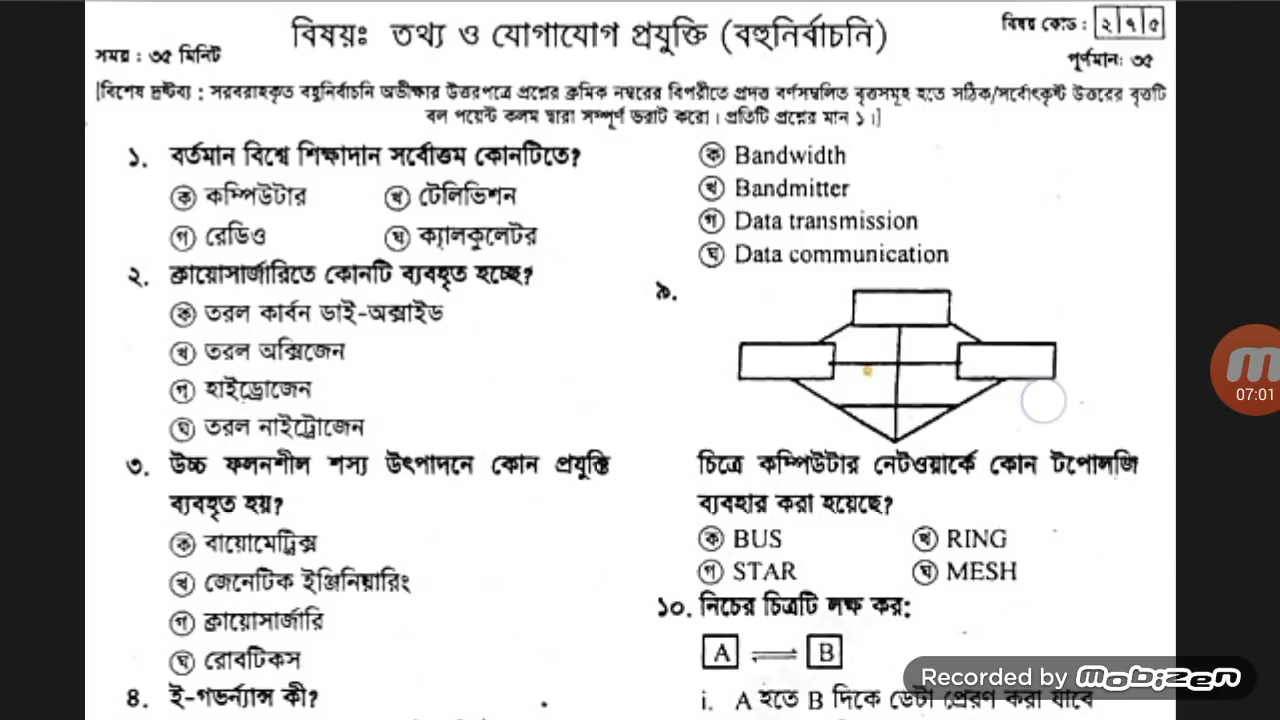 বিষয়ঃ তথ্য ও যোগাযোগ প্রযুক্তি (বহুনির্বাচনি)
বিষয় কোড : ২ ৭ ৫
সময় : ৩৫ মিনিট
পূর্ণমান: ৩৫
[বিশেষ দ্রষ্টব্য : সরবরাহকৃত বহুনির্বাচনি অভীক্ষার উত্তরপত্রে প্রশ্নের ক্রমিক নম্বরের বিপরীতে প্রদত্ত বর্ণসম্বলিত বৃত্তসমূহ হতে সঠিক/সর্বোৎকৃষ্ট উত্তরের বৃত্তটি
বল পয়েন্ট কলম দ্বারা সম্পূর্ণ ভরাট করো। প্রতিটি প্রশ্নের মান ১।]
১. বর্তমান বিশ্বে শিক্ষাদান সর্বোত্তম কোনটিতে?
ক কম্পিউটার খ টেলিভিশন
গ রেডিও ঘ ক্যালকুলেটর
২. ক্রায়োসার্জারিতে কোনটি ব্যবহৃত হচ্ছে?
ক তরল কার্বন ডাই-অক্সাইড
খ তরল অক্সিজেন
গ হাইড্রোজেন
ঘ তরল নাইট্রোজেন
৩. উচ্চ ফলনশীল শস্য উৎপাদনে কোন প্রযুক্তি
ব্যবহৃত হয়?
ক বায়োমেট্রিক্স
খ জেনেটিক ইঞ্জিনিয়ারিং
গ ক্রায়োসার্জারি
ঘ রোবটিকস
৪. ই-গভর্ন্যান্স কী?
ক Bandwidth
খ Bandmitter
গ Data transmission
ঘ Data communication
৯.
চিত্রে কম্পিউটার নেটওয়ার্কে কোন টপোলজি
ব্যবহার করা হয়েছে?
ক BUS খ RING
গ STAR ঘ MESH
১০. নিচের চিত্রটি লক্ষ কর:
A B
i. A হতে B দিকে ডেটা প্রেরণ করা যাবে
07:01
Recorded by mobizen